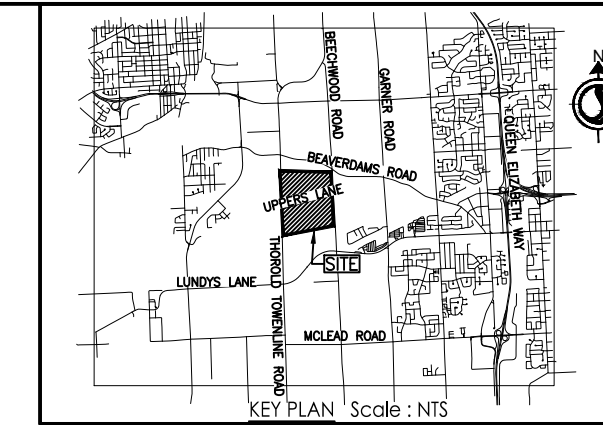 N
BEECHWOOD ROAD
GARNER ROAD
QUEEN ELIZABETH WAY
BEAVERDAMS ROAD
UPPERS LANE
THOROLD TOWENLINE ROAD
SITE
LUNDYS LANE
MCLEAD ROAD
KEY PLAN Scale : NTS